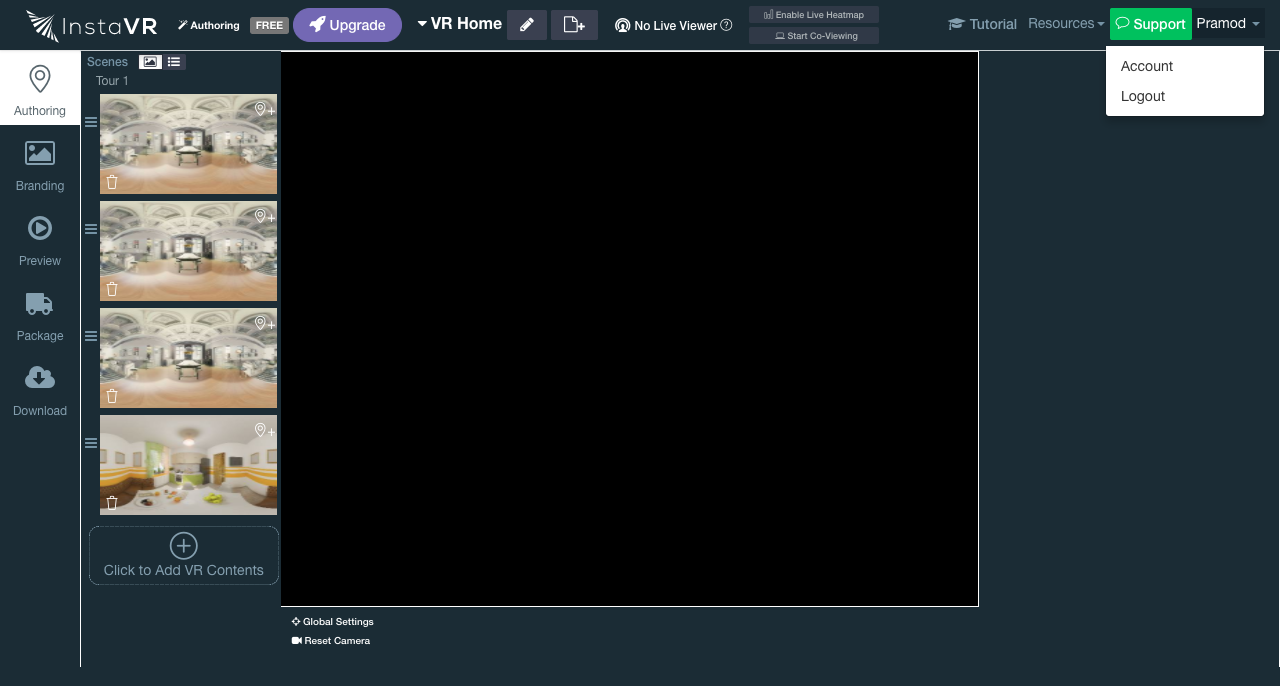 InstaVR
Authoring
FREE
Upgrade
VR Home
No Live Viewer
Enable Live Heatmap
Start Co-Viewing
Tutorial
Resources
Support
Pramod
Account
Logout
Authoring
Branding
Preview
Package
Download
Scenes
Tour 1
Click to Add VR Contents
Global Settings
Reset Camera